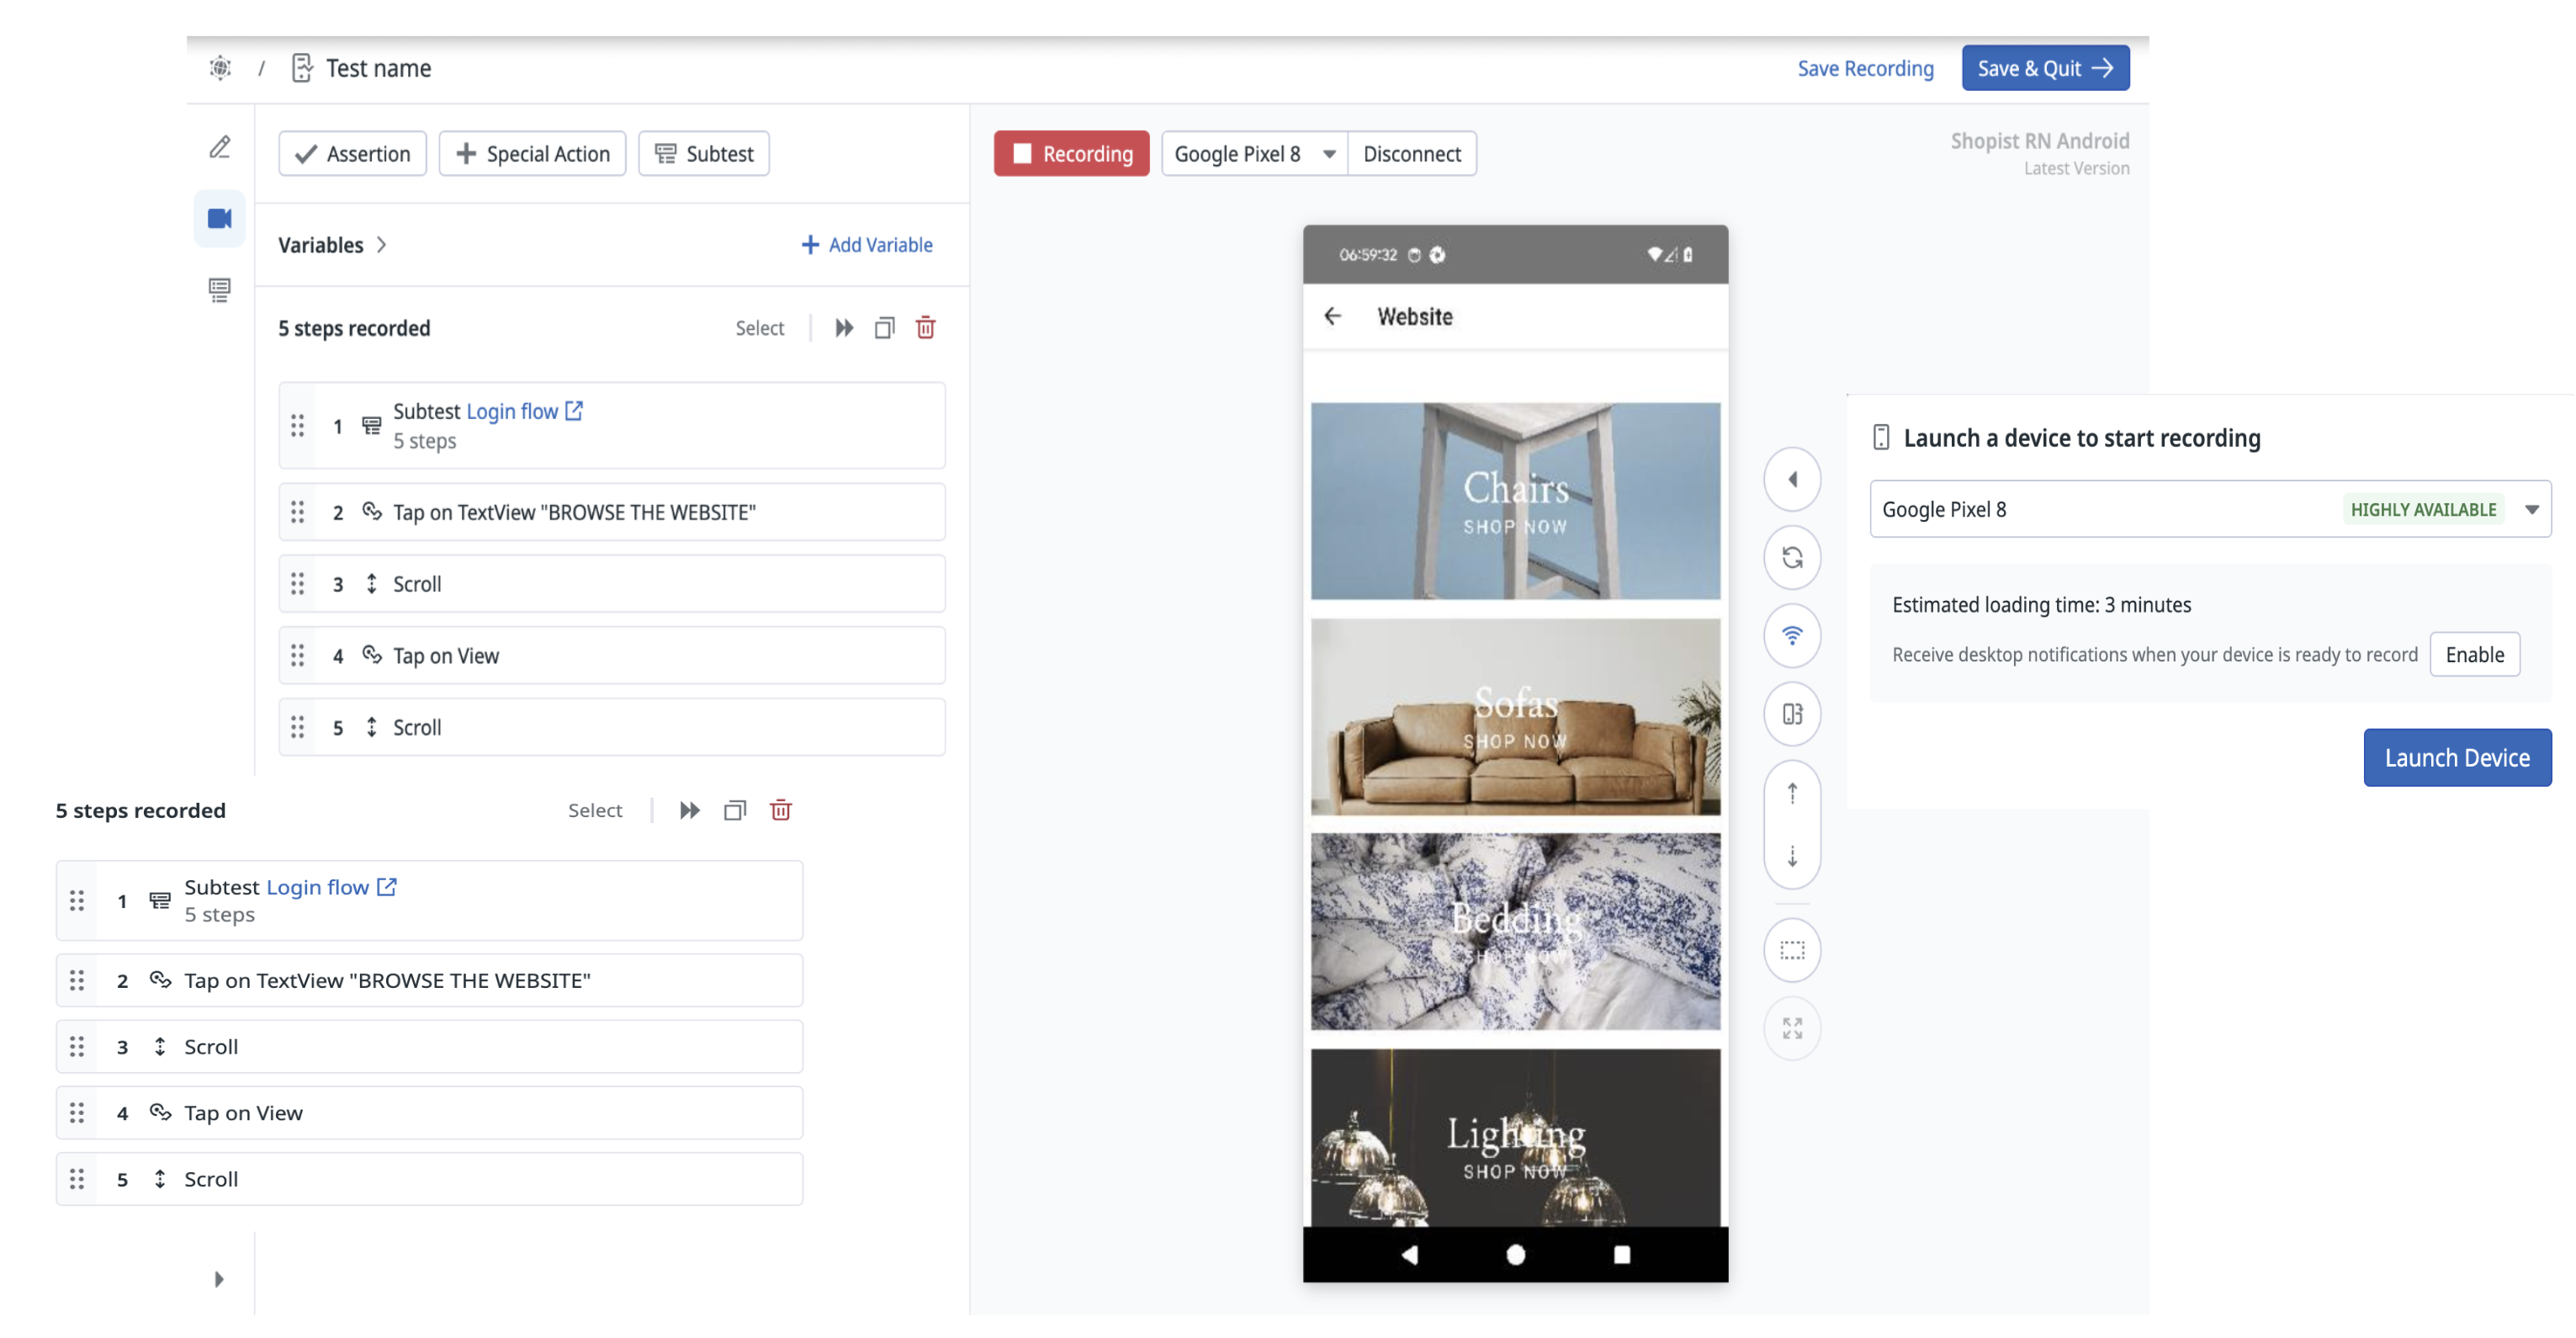 / Test name
Save Recording
Save & Quit
Assertion
Special Action
Subtest
Recording
Google Pixel 8
Disconnect
Shopist RN Android
Latest Version
Variables
Add Variable
5 steps recorded
Select
1 Subtest Login flow
5 steps
2 Tap on TextView "BROWSE THE WEBSITE"
3 Scroll
4 Tap on View
5 Scroll
5 steps recorded
Select
1 Subtest Login flow
5 steps
2 Tap on TextView "BROWSE THE WEBSITE"
3 Scroll
4 Tap on View
5 Scroll
06:59:32
Website
Chairs
SHOP NOW
Sofas
SHOP NOW
Bedding
SHOP NOW
Lighting
SHOP NOW
Launch a device to start recording
Google Pixel 8
HIGHLY AVAILABLE
Estimated loading time: 3 minutes
Receive desktop notifications when your device is ready to record
Enable
Launch Device